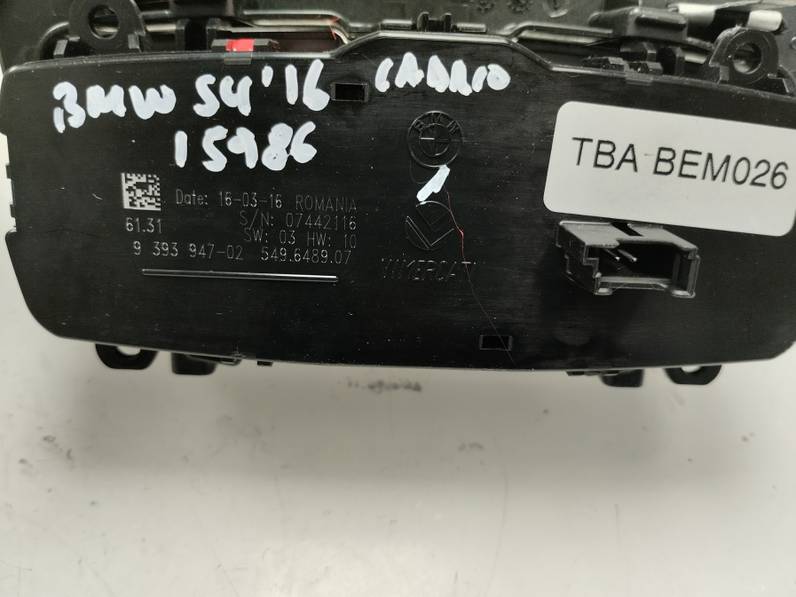 BMW S4 '16 CABRIO
15986
BMW
TBA BEM026
Date: 16-03-16 ROMANIA
S/N: 07442116
61.31 SW: 03 HW: 10
9 393 947-02 549.6489.07